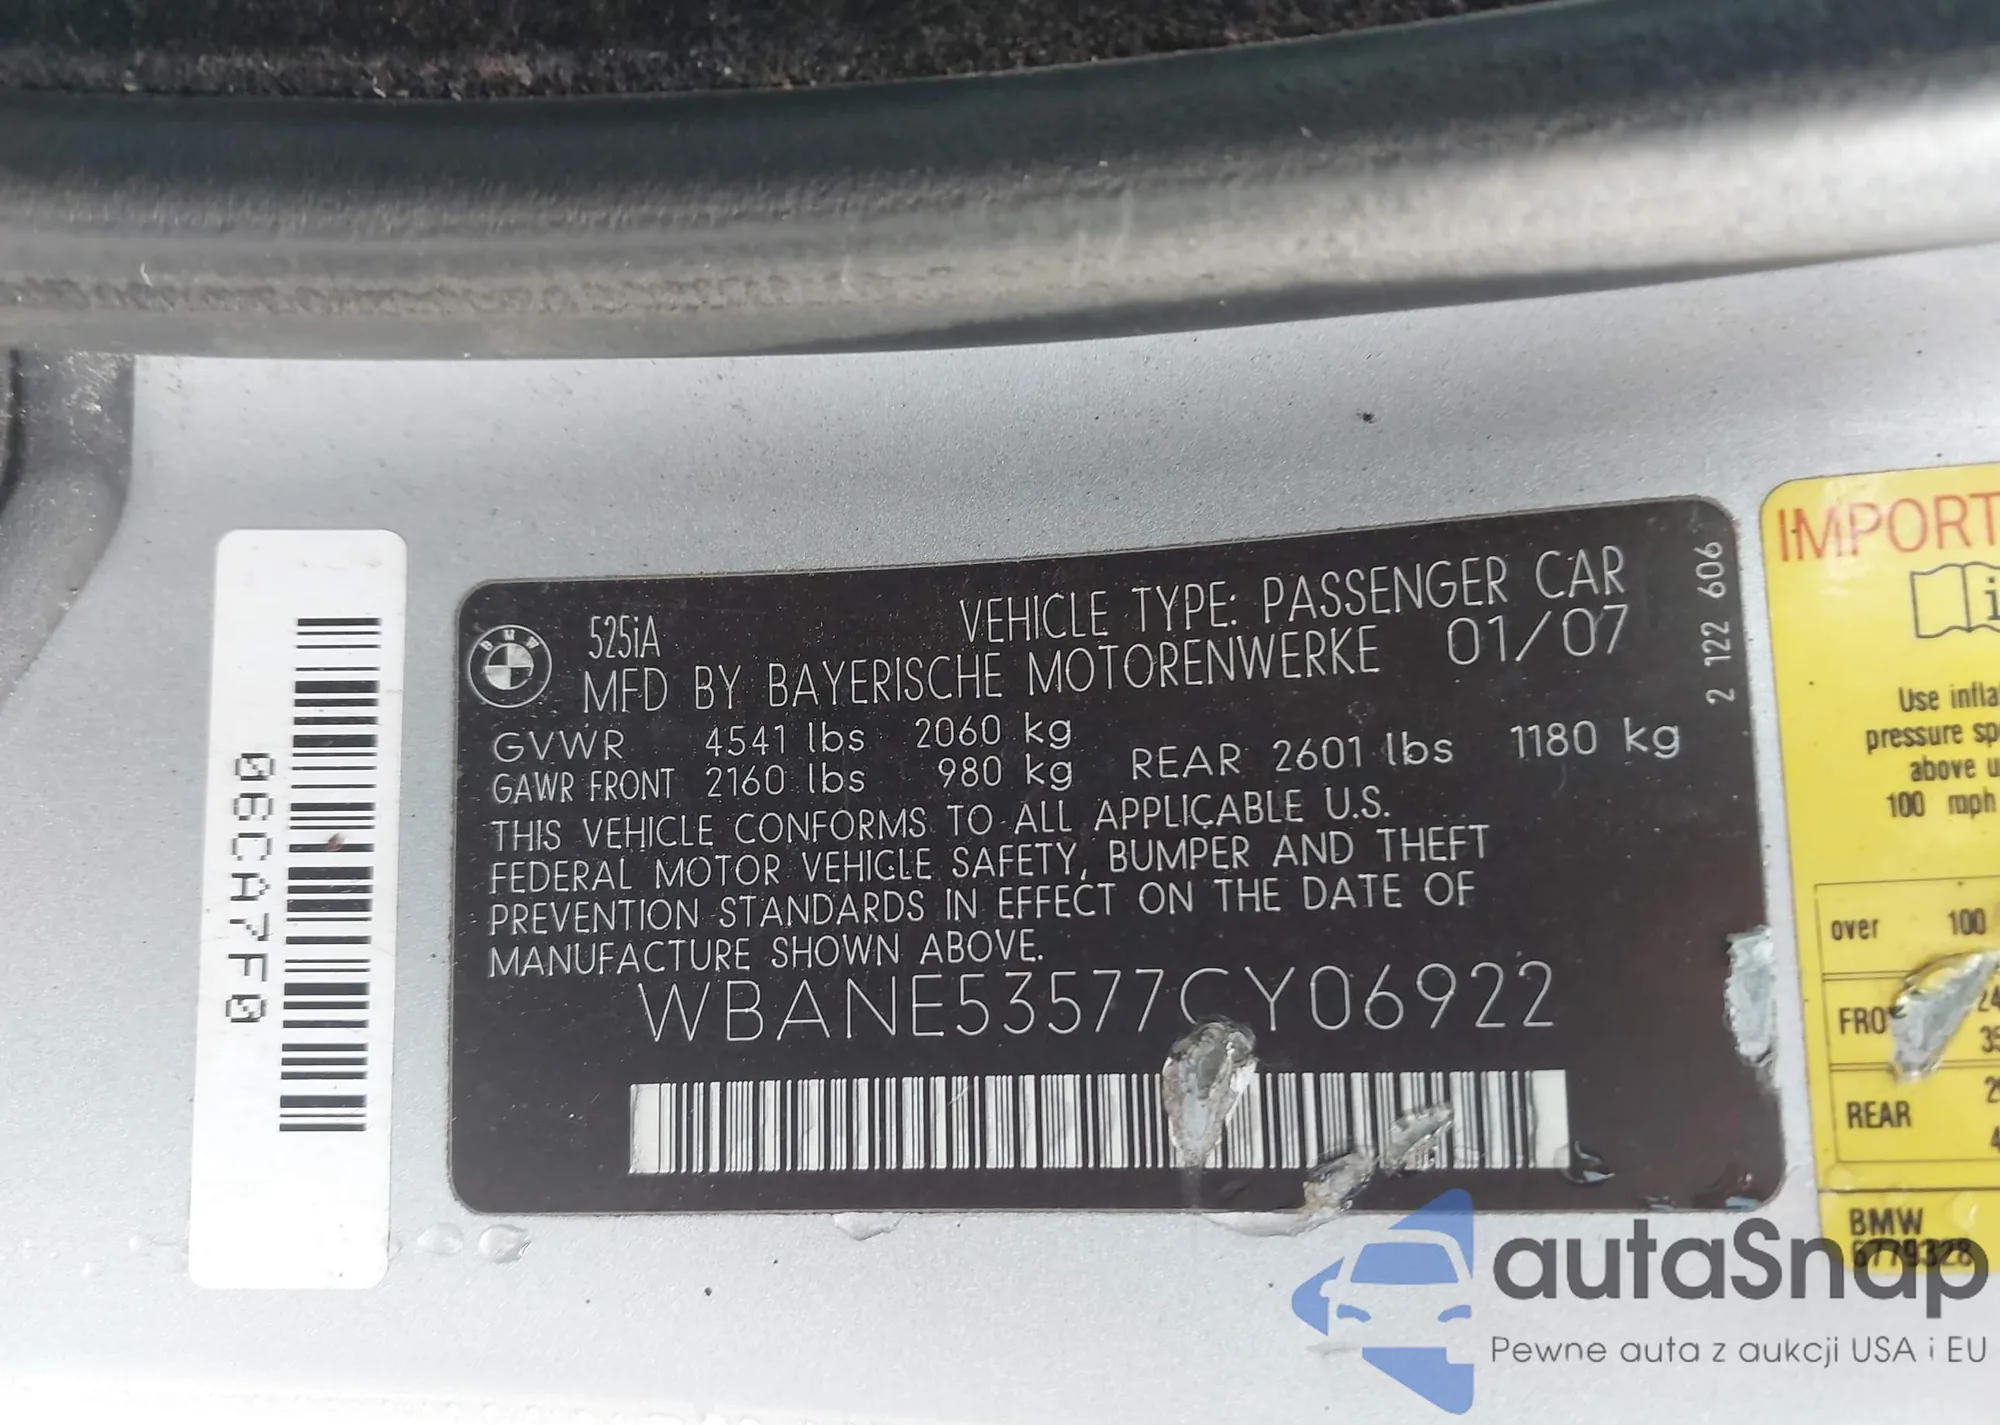 06CA7F0
BMW
525iA
VEHICLE TYPE: PASSENGER CAR
MFD BY BAYERISCHE MOTORENWERKE 01/07
GVWR 4541 lbs 2060 kg
GAWR FRONT 2160 lbs 980 kg REAR 2601 lbs 1180 kg
THIS VEHICLE CONFORMS TO ALL APPLICABLE U.S.
FEDERAL MOTOR VEHICLE SAFETY, BUMPER AND THEFT
PREVENTION STANDARDS IN EFFECT ON THE DATE OF
MANUFACTURE SHOWN ABOVE.
WBANE53577CY06922
2 122 606
IMPORT
i
Use infla
pressure sp
above u
100 mph
over 100
FRO
REAR
BMW
6779328
autaSnap
Pewne auta z aukcji USA i EU